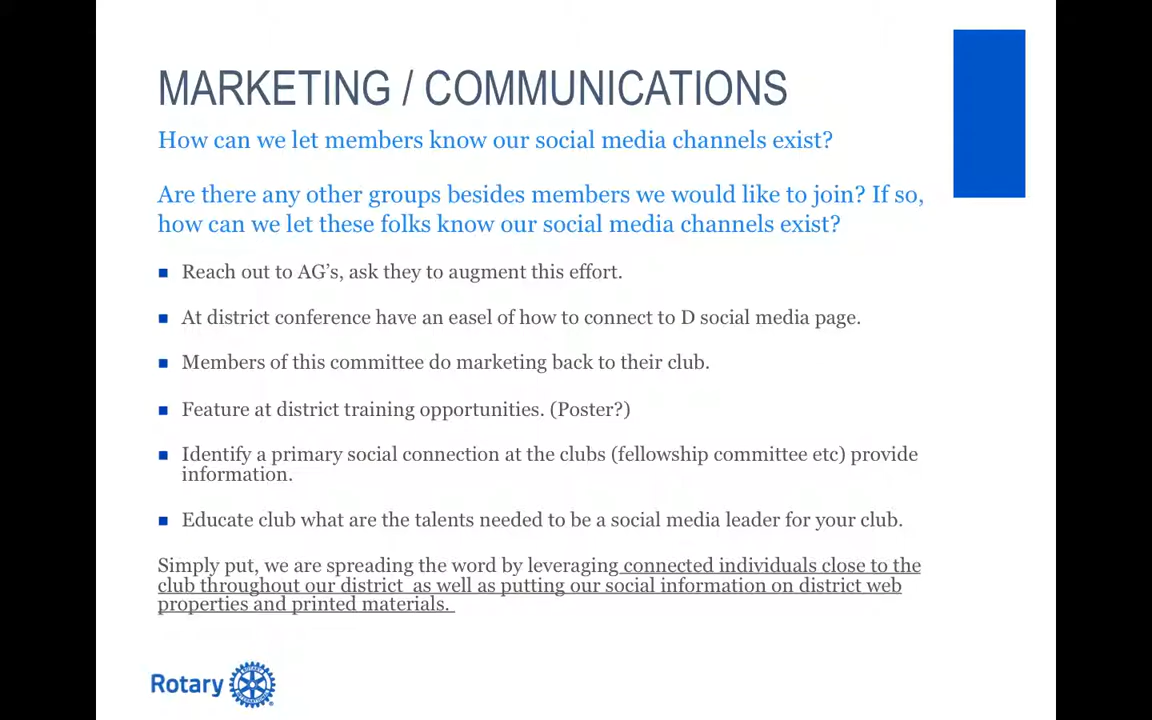 MARKETING / COMMUNICATIONS
How can we let members know our social media channels exist?
Are there any other groups besides members we would like to join? If so,
how can we let these folks know our social media channels exist?
Reach out to AG's, ask they to augment this effort.
At district conference have an easel of how to connect to D social media page.
Members of this committee do marketing back to their club.
Feature at district training opportunities. (Poster?)
Identify a primary social connection at the clubs (fellowship committee etc) provide
information.
Educate club what are the talents needed to be a social media leader for your club.
Simply put, we are spreading the word by leveraging connected individuals close to the
club throughout our district as well as putting our social information on district web
properties and printed materials.
Rotary